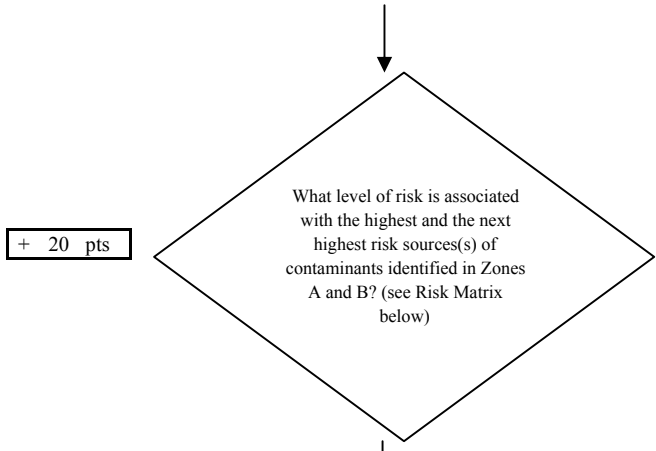 What level of risk is associated
with the highest and the next
highest risk sources(s) of
contaminants identified in Zones
A and B? (see Risk Matrix
below)
+ 20 pts